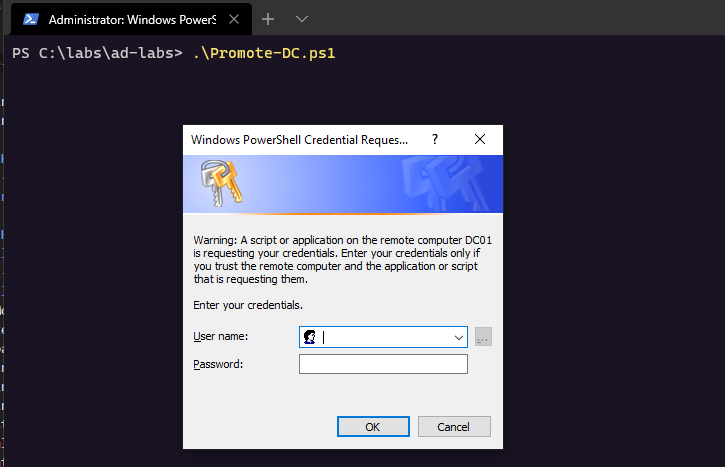 Administrator: Windows PowerS
PS C:\labs\ad-labs> .\Promote-DC.ps1
Windows PowerShell Credential Reques...
Warning: A script or application on the remote computer DC01
is requesting your credentials. Enter your credentials only if
you trust the remote computer and the application or script
that is requesting them.
Enter your credentials.
User name:
...
Password:
OK
Cancel